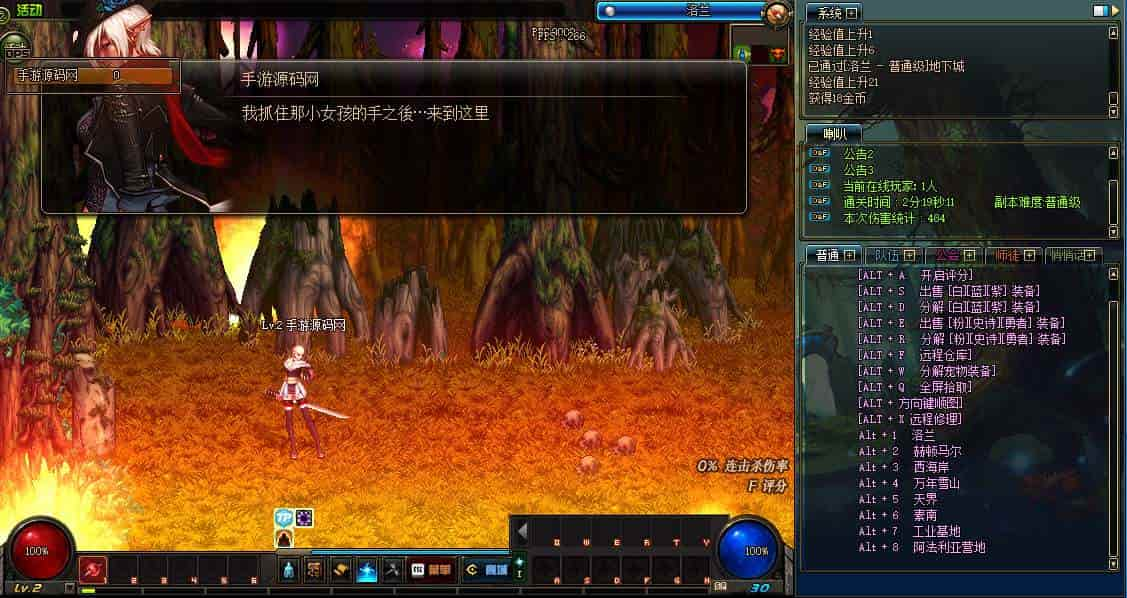 活动
洛兰
手游源码网 0
手游源码网
我抓住那小女孩的手之後…来到这里
Lv.2 手游源码网
0% 连击杀伤率
F 评分
100%
100%
TP
Q W E R T Y
1 2 3 4 5 6
A S D F G H
Lv.2
30
系统
经验值上升1
经验值上升6
已通过[洛兰 - 普通级]地下城
经验值上升21
获得18金币
喇叭
D&F 公告2
D&F 公告3
D&F 当前在线玩家: 1人
D&F 通关时间 : 2分:19秒:11 副本难度:普通级
D&F 本次伤害统计 : 484
普通 队伍 公会 师徒 悄悄话
[ALT + A 开启评分]
[ALT + S 出售 [白][蓝][紫] 装备]
[ALT + D 分解 [白][蓝][紫] 装备]
[ALT + E 出售 [粉][史诗][勇者] 装备]
[ALT + R 分解 [粉][史诗][勇者] 装备]
[ALT + F 远程仓库]
[ALT + W 分解宠物装备]
[ALT + Q 全屏拾取]
[ALT + 方向键顺图]
[ALT + X 远程修理]
Alt + 1 洛兰
Alt + 2 赫顿马尔
Alt + 3 西海岸
Alt + 4 万年雪山
Alt + 5 天界
Alt + 6 素南
Alt + 7 工业基地
Alt + 8 阿法利亚营地